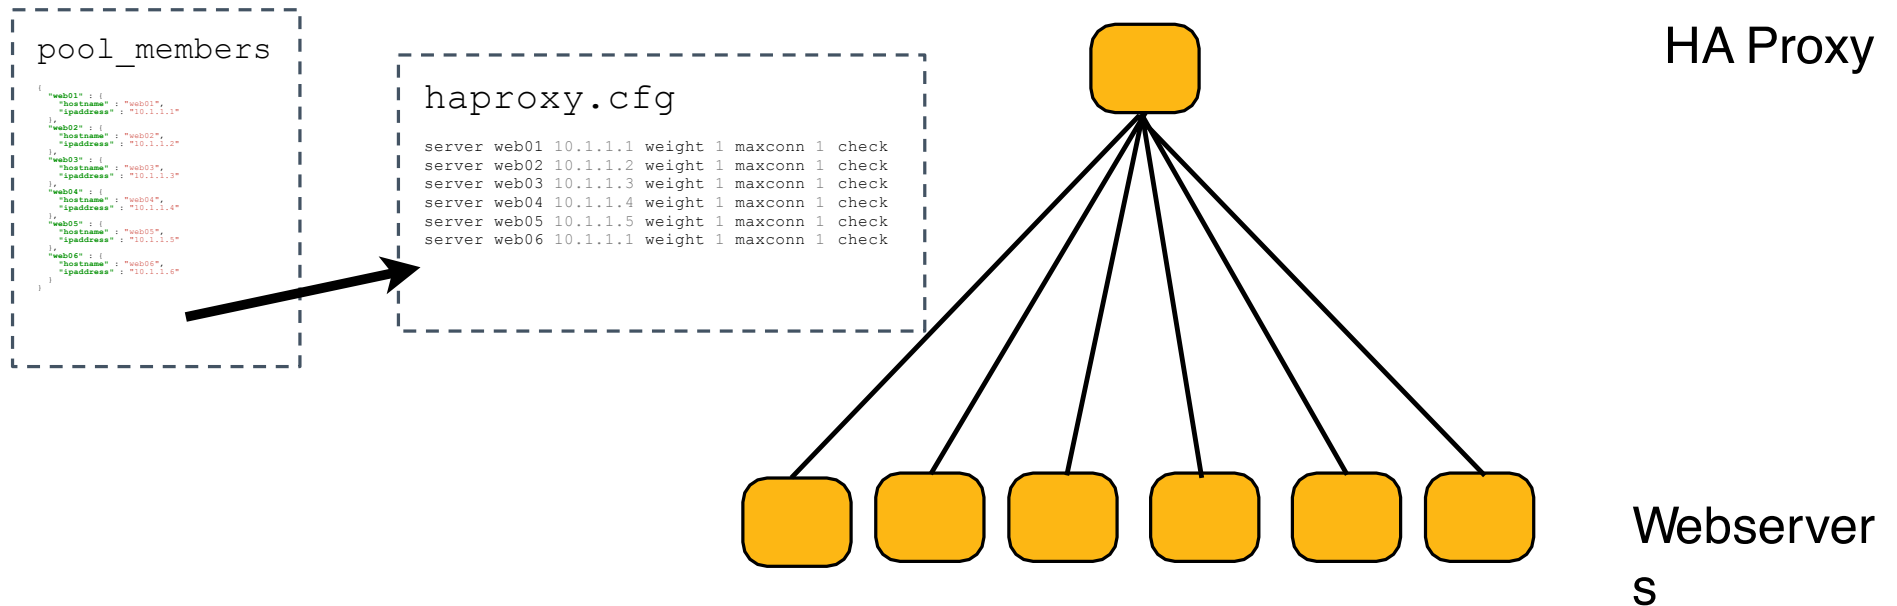 pool_members
{
"web01" : {
"hostname" : "web01",
"ipaddress" : "10.1.1.1"
},
"web02" : {
"hostname" : "web02",
"ipaddress" : "10.1.1.2"
},
"web03" : {
"hostname" : "web03",
"ipaddress" : "10.1.1.3"
},
"web04" : {
"hostname" : "web04",
"ipaddress" : "10.1.1.4"
},
"web05" : {
"hostname" : "web05",
"ipaddress" : "10.1.1.5"
},
"web06" : {
"hostname" : "web06",
"ipaddress" : "10.1.1.6"
}
}
haproxy.cfg
server web01 10.1.1.1 weight 1 maxconn 1 check
server web02 10.1.1.2 weight 1 maxconn 1 check
server web03 10.1.1.3 weight 1 maxconn 1 check
server web04 10.1.1.4 weight 1 maxconn 1 check
server web05 10.1.1.5 weight 1 maxconn 1 check
server web06 10.1.1.1 weight 1 maxconn 1 check
HA Proxy
Webserver
s